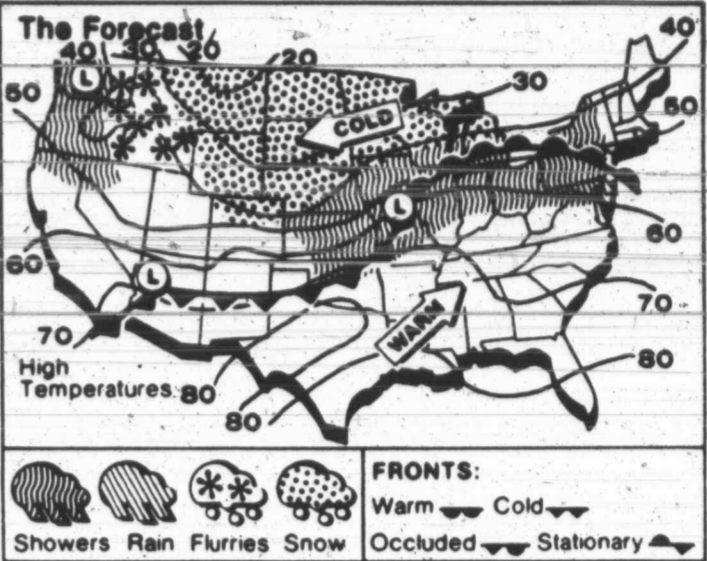 The Forecast
40 30 20
20
40
50
30
50
L
COLD
L
60
60
L
70
70
WARM
High
Temperatures
80
80
80
FRONTS:
Warm Cold
Showers Rain Flurries Snow
Occluded Stationary